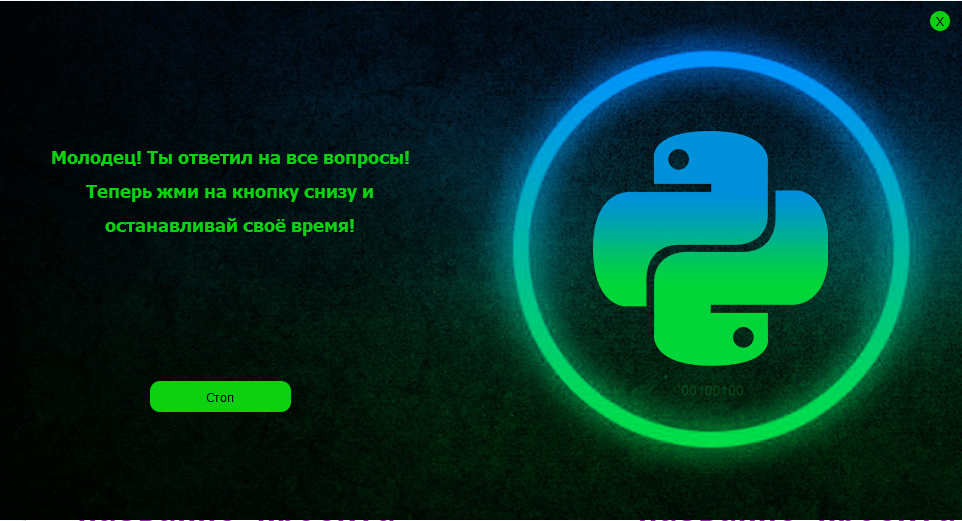 X
Молодец! Ты ответил на все вопросы!
Теперь жми на кнопку снизу и
останавливай своё время!
Стоп
00100100